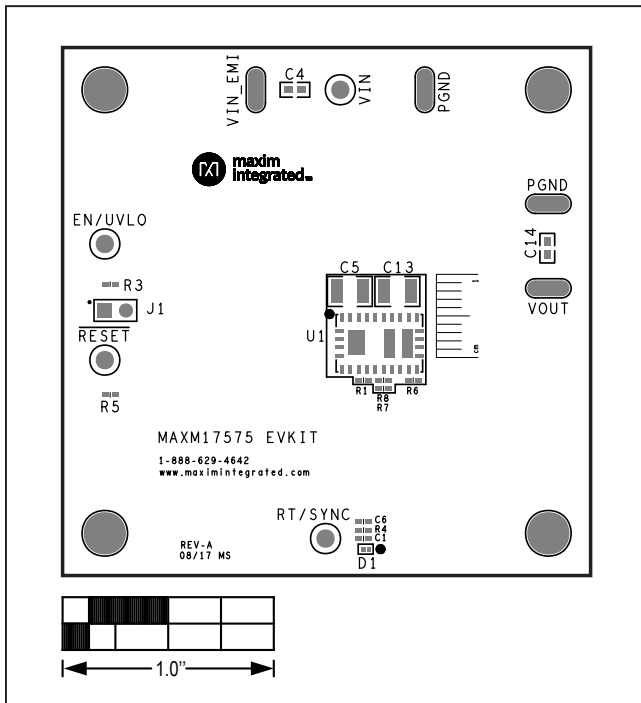 VIN_EMI
C4
VIN
PGND
maxim
integrated™
PGND
C14
VOUT
EN/UVLO
R3
J1
RESET
R5
C5 C13
U1
R1 R8 R6
R7
1
cm
MAXM17575 EVKIT
1-888-629-4642
www.maximintegrated.com
RT/SYNC
C6
R4
C1
D1
REV-A
08/17 MS
1.0"